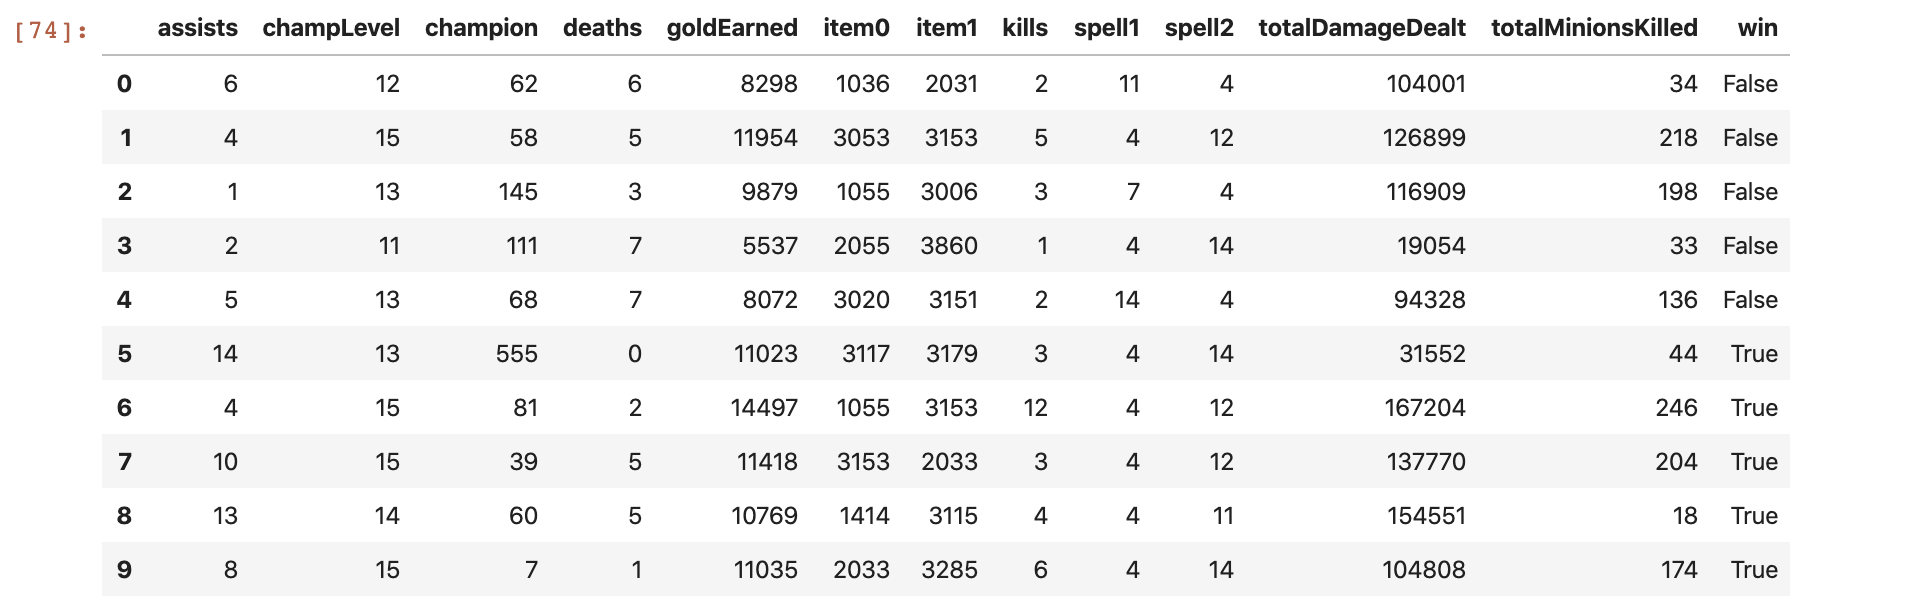 [74]: assists champLevel champion deaths goldEarned item0 item1 kills spell1 spell2 totalDamageDealt totalMinionsKilled win
0 6 12 62 6 8298 1036 2031 2 11 4 104001 34 False
1 4 15 58 5 11954 3053 3153 5 4 12 126899 218 False
2 1 13 145 3 9879 1055 3006 3 7 4 116909 198 False
3 2 11 111 7 5537 2055 3860 1 4 14 19054 33 False
4 5 13 68 7 8072 3020 3151 2 14 4 94328 136 False
5 14 13 555 0 11023 3117 3179 3 4 14 31552 44 True
6 4 15 81 2 14497 1055 3153 12 4 12 167204 246 True
7 10 15 39 5 11418 3153 2033 3 4 12 137770 204 True
8 13 14 60 5 10769 1414 3115 4 4 11 154551 18 True
9 8 15 7 1 11035 2033 3285 6 4 14 104808 174 True